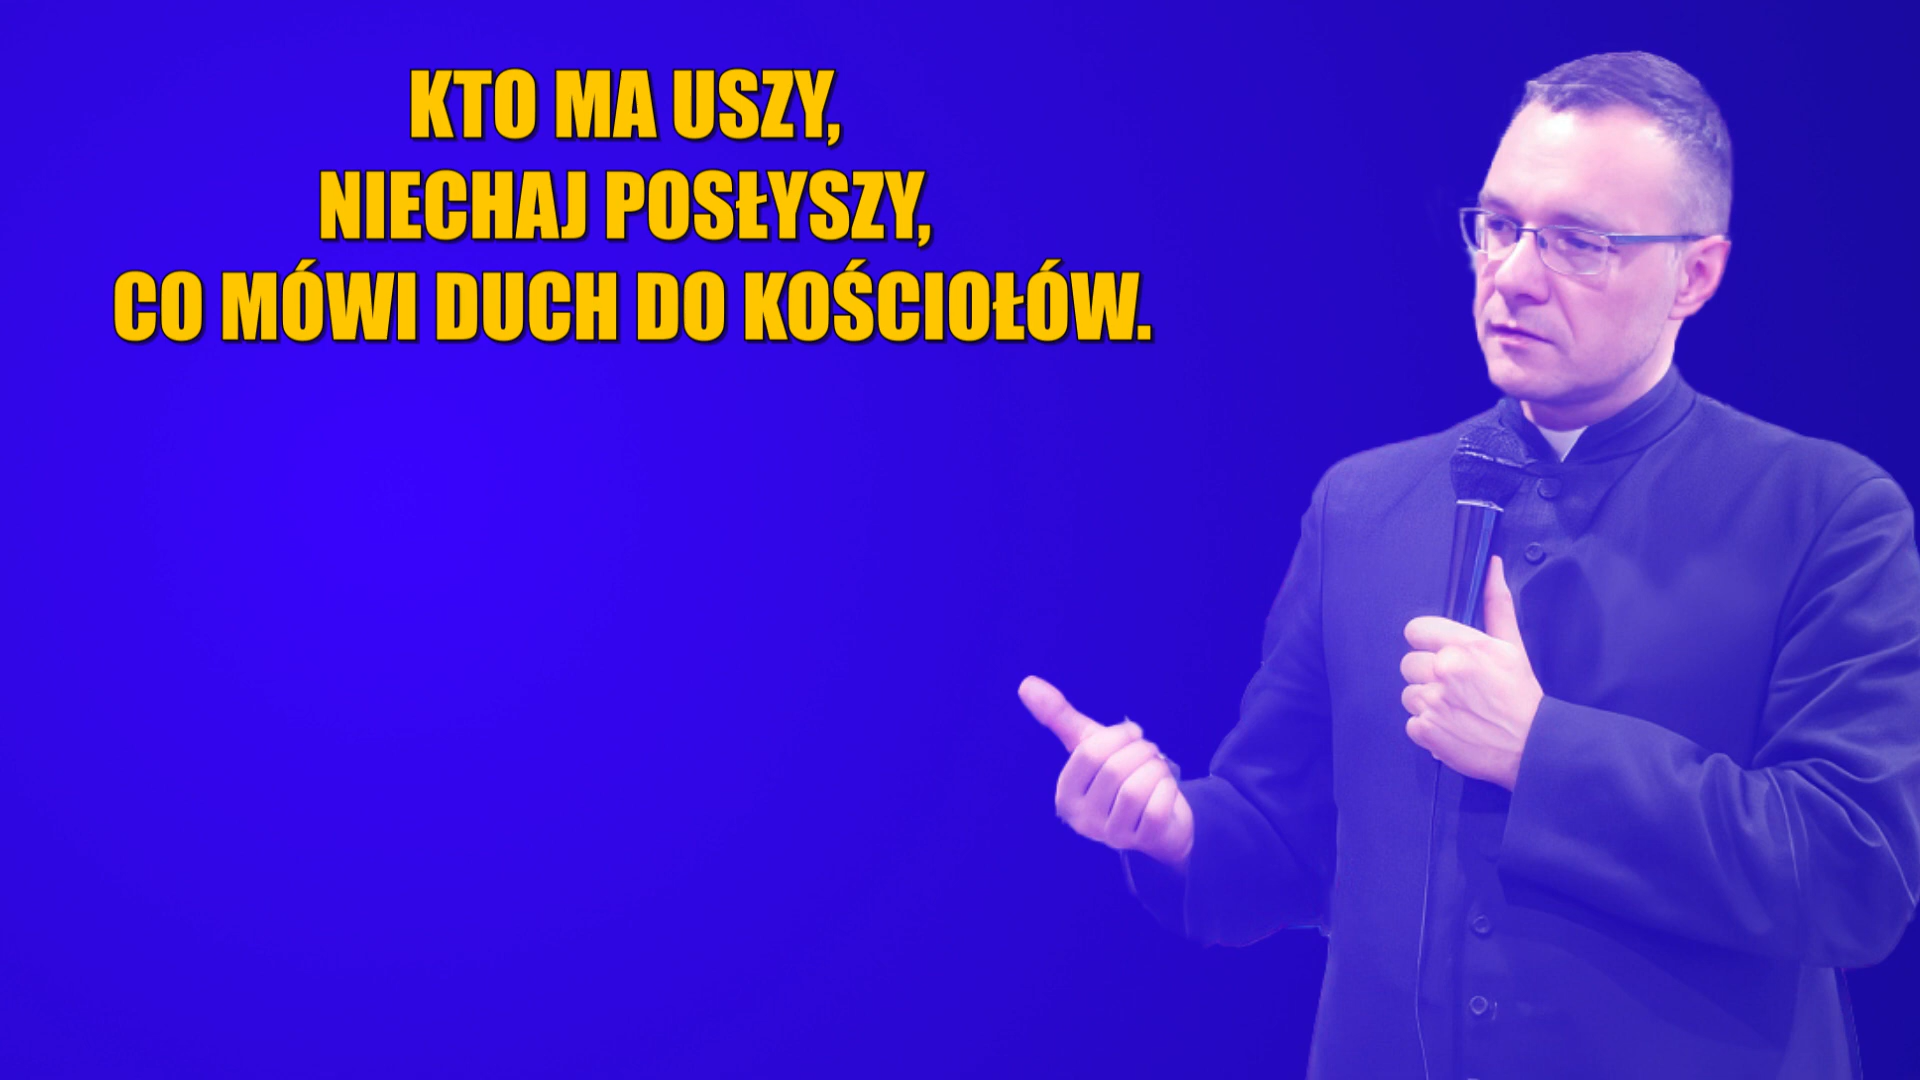 KTO MA USZY,
NIECHAJ POSŁYSZY,
CO MÓWI DUCH DO KOŚCIOŁÓW.